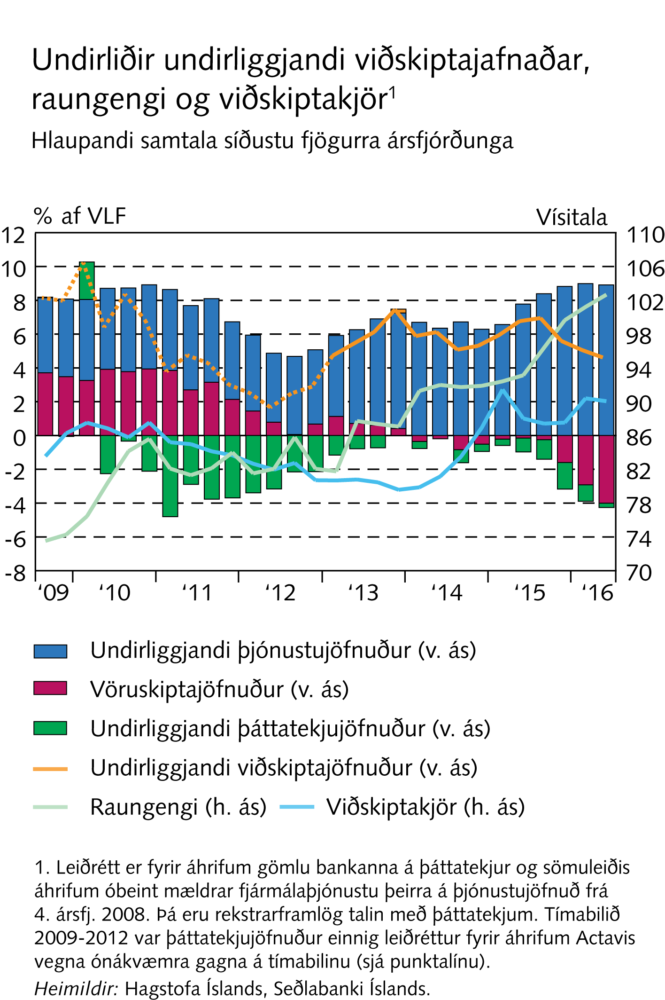 Undirliðir undirliggjandi viðskiptajafnaðar,
raungengi og viðskiptakjör¹
Hlaupandi samtala síðustu fjögurra ársfjórðunga
% af VLF
Vísitala
12
10
8
6
4
2
0
-2
-4
-6
-8
110
106
102
98
94
90
86
82
78
74
70
‘09 ‘10 ‘11 ‘12 ‘13 ‘14 ‘15 ‘16
Undirliggjandi þjónustujöfnuður (v. ás)
Vöruskiptajöfnuður (v. ás)
Undirliggjandi þáttatekjujöfnuður (v. ás)
Undirliggjandi viðskiptajöfnuður (v. ás)
Raungengi (h. ás) Viðskiptakjör (h. ás)
1. Leiðrétt er fyrir áhrifum gömlu bankanna á þáttatekjur og sömuleiðis
áhrifum óbeint mældrar fjármálaþjónustu þeirra á þjónustujöfnuð frá
4. ársfj. 2008. Þá eru rekstrarframlög talin með þáttatekjum. Tímabilið
2009-2012 var þáttatekjujöfnuður einnig leiðréttur fyrir áhrifum Actavis
vegna ónákvæmra gagna á tímabilinu (sjá punktalínu).
Heimildir: Hagstofa Íslands, Seðlabanki Íslands.